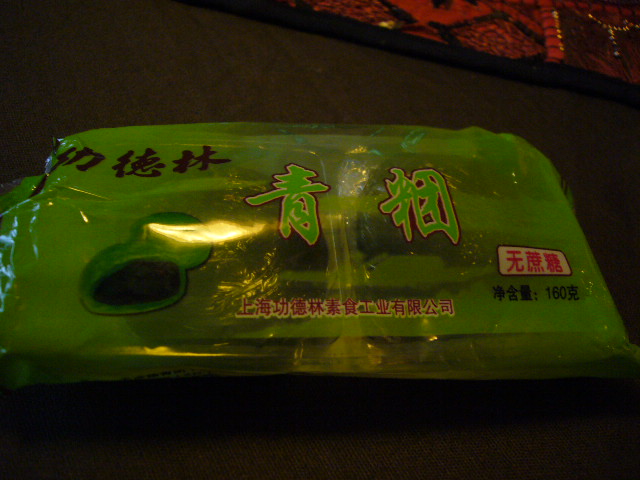 功德林
青糰
无蔗糖
净含量：160克
上海功德林素食工业有限公司